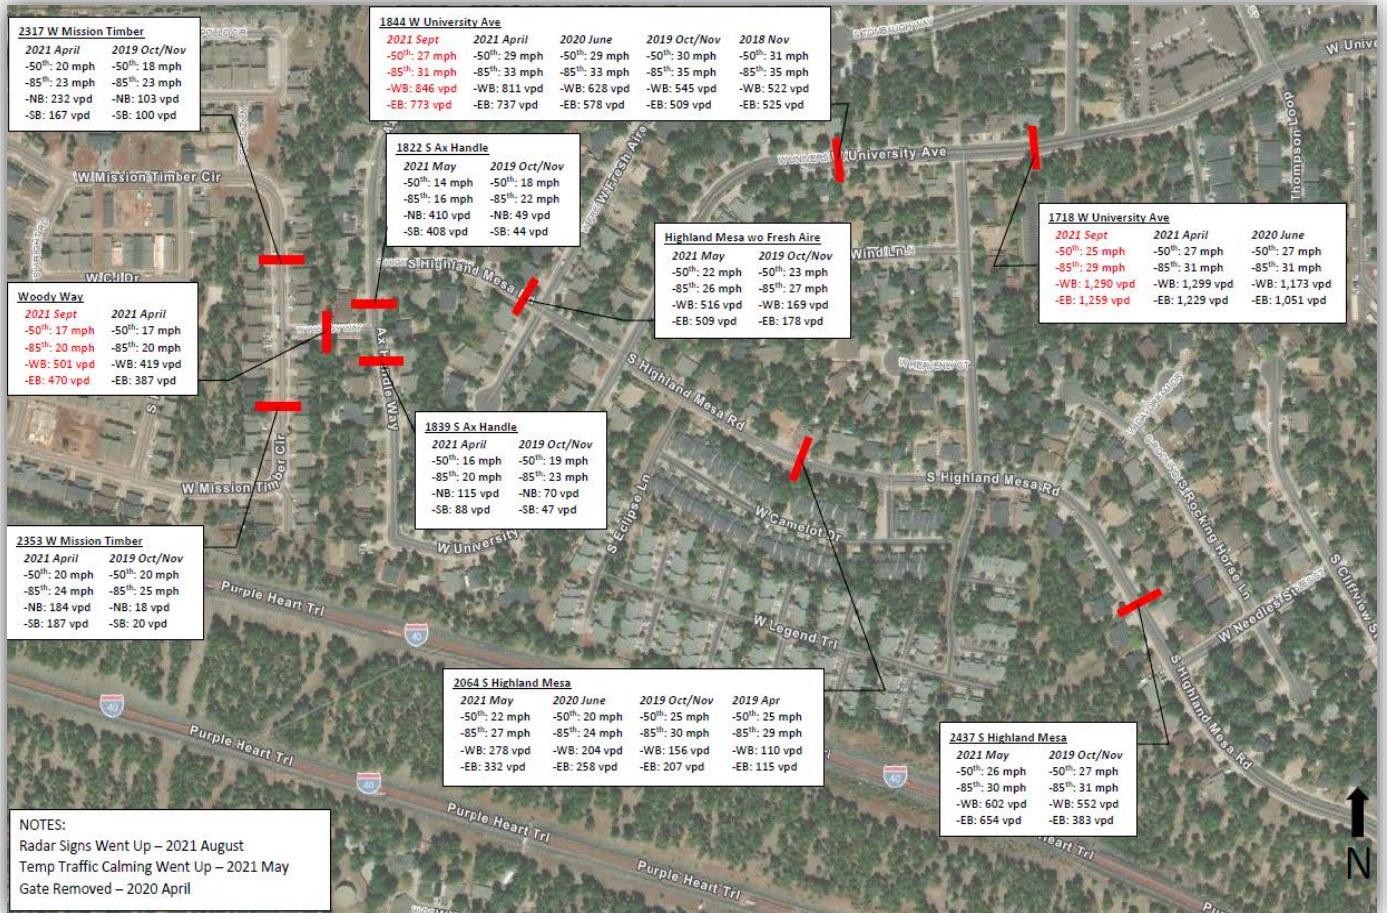 2317 W Mission Timber
2021 April 2019 Oct/Nov
-50th: 20 mph -50th: 18 mph
-85th: 23 mph -85th: 23 mph
-NB: 232 vpd -NB: 103 vpd
-SB: 167 vpd -SB: 100 vpd
1844 W University Ave
2021 Sept 2021 April 2020 June 2019 Oct/Nov 2018 Nov
-50th: 27 mph -50th: 29 mph -50th: 29 mph -50th: 30 mph -50th: 31 mph
-85th: 31 mph -85th: 33 mph -85th: 33 mph -85th: 35 mph -85th: 35 mph
-WB: 846 vpd -WB: 811 vpd -WB: 628 vpd -WB: 545 vpd -WB: 522 vpd
-EB: 773 vpd -EB: 737 vpd -EB: 578 vpd -EB: 509 vpd -EB: 525 vpd
1822 S Ax Handle
2021 May 2019 Oct/Nov
-50th: 14 mph -50th: 18 mph
-85th: 16 mph -85th: 22 mph
-NB: 410 vpd -NB: 49 vpd
-SB: 408 vpd -SB: 44 vpd
Highland Mesa wo Fresh Aire
2021 May 2019 Oct/Nov
-50th: 22 mph -50th: 23 mph
-85th: 26 mph -85th: 27 mph
-WB: 516 vpd -WB: 169 vpd
-EB: 509 vpd -EB: 178 vpd
1718 W University Ave
2021 Sept 2021 April 2020 June
-50th: 25 mph -50th: 27 mph -50th: 27 mph
-85th: 29 mph -85th: 31 mph -85th: 31 mph
-WB: 1,290 vpd -WB: 1,299 vpd -WB: 1,173 vpd
-EB: 1,259 vpd -EB: 1,229 vpd -EB: 1,051 vpd
Woody Way
2021 Sept 2021 April
-50th: 17 mph -50th: 17 mph
-85th: 20 mph -85th: 20 mph
-WB: 501 vpd -WB: 419 vpd
-EB: 470 vpd -EB: 387 vpd
1839 S Ax Handle
2021 April 2019 Oct/Nov
-50th: 16 mph -50th: 19 mph
-85th: 20 mph -85th: 23 mph
-NB: 115 vpd -NB: 70 vpd
-SB: 88 vpd -SB: 47 vpd
2353 W Mission Timber
2021 April 2019 Oct/Nov
-50th: 20 mph -50th: 20 mph
-85th: 24 mph -85th: 25 mph
-NB: 184 vpd -NB: 18 vpd
-SB: 187 vpd -SB: 20 vpd
2064 S Highland Mesa
2021 May 2020 June 2019 Oct/Nov 2019 Apr
-50th: 22 mph -50th: 20 mph -50th: 25 mph -50th: 25 mph
-85th: 27 mph -85th: 24 mph -85th: 30 mph -85th: 29 mph
-WB: 278 vpd -WB: 204 vpd -WB: 156 vpd -WB: 110 vpd
-EB: 332 vpd -EB: 258 vpd -EB: 207 vpd -EB: 115 vpd
2437 S Highland Mesa
2021 May 2019 Oct/Nov
-50th: 26 mph -50th: 27 mph
-85th: 30 mph -85th: 31 mph
-WB: 602 vpd -WB: 552 vpd
-EB: 654 vpd -EB: 383 vpd
NOTES:
Radar Signs Went Up – 2021 August
Temp Traffic Calming Went Up – 2021 May
Gate Removed – 2020 April
W Mission Timber Cir
W C J Dr
W Mission Timber Cir
Ax Handle Way
W University
S Highland Mesa
W Fresh Aire
W University Ave
W Unive
Thompson Loop
Wind Ln
W HEAVENLY CT
S Highland Mesa Rd
S Highland Mesa Rd
S Highland Mesa Rd
S Eclipse Ln
W Camelot Dr
W Legend Trl
S Rocking Horse Ln
W Needles
S Cliffview St
Purple Heart Trl
Purple Heart Trl
Purple Heart Trl
Purple Heart Trl
rt Trl
40
40
40
40
N